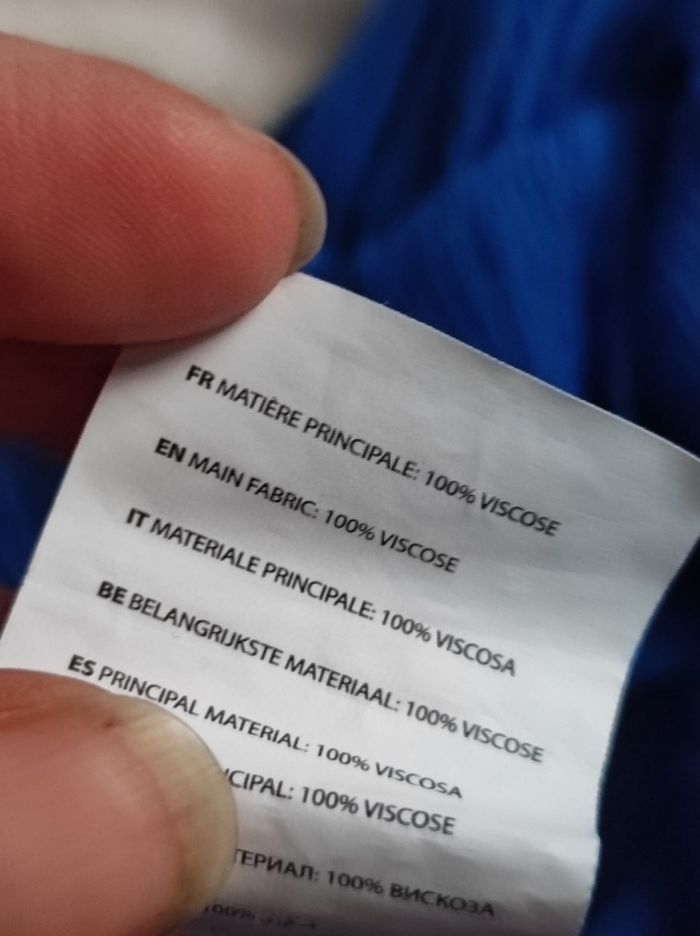 FR MATIÈRE PRINCIPALE: 100% VISCOSE
EN MAIN FABRIC: 100% VISCOSE
IT MATERIALE PRINCIPALE: 100% VISCOSA
BE BELANGRIJKSTE MATERIAAL: 100% VISCOSE
ES PRINCIPAL MATERIAL: 100% VISCOSA
CIPAL: 100% VISCOSE
ТЕРИАЛ: 100% ВИСКОЗА
100%